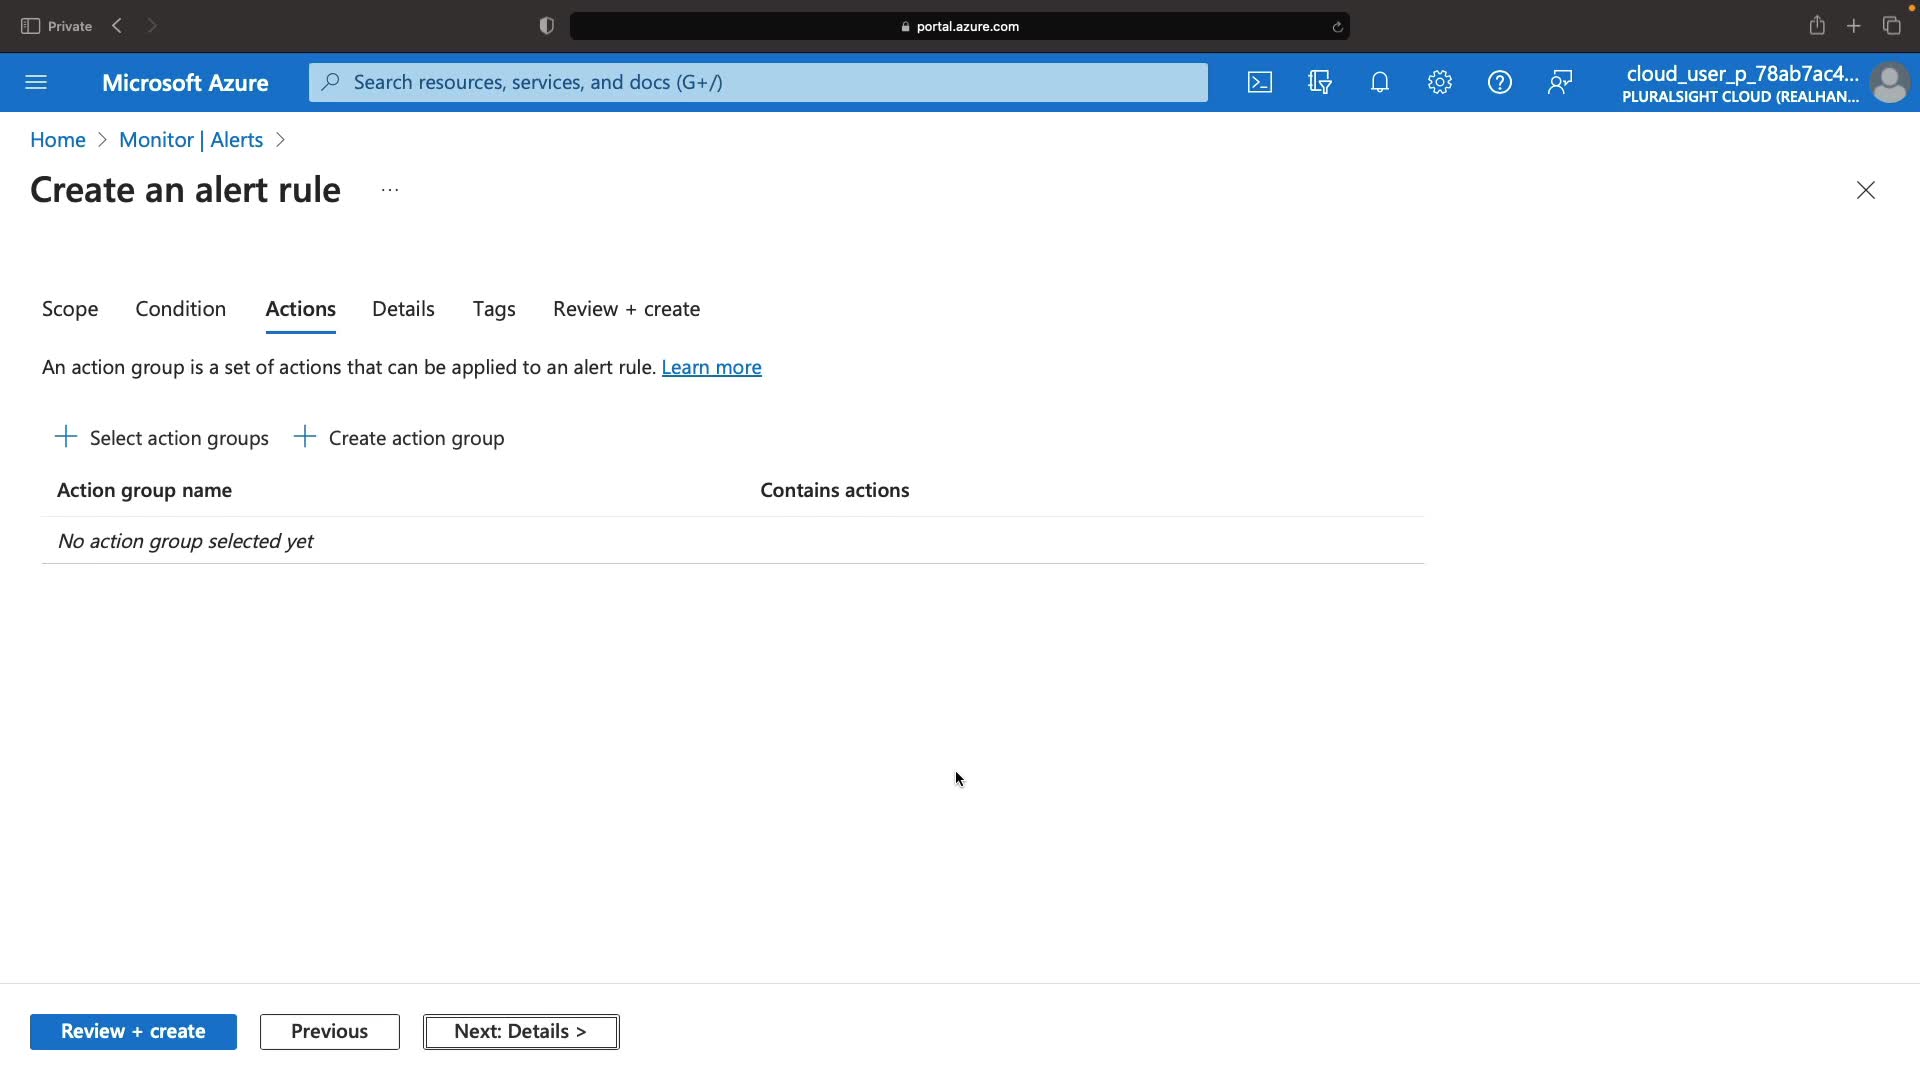 Private
portal.azure.com
Microsoft Azure
Search resources, services, and docs (G+/)
cloud_user_p_78ab7ac4...
PLURALSIGHT CLOUD (REALHAN...
Home > Monitor | Alerts >
Create an alert rule ...
Scope Condition Actions Details Tags Review + create
An action group is a set of actions that can be applied to an alert rule. Learn more
Select action groups Create action group
Action group name Contains actions
No action group selected yet
Review + create Previous Next: Details >